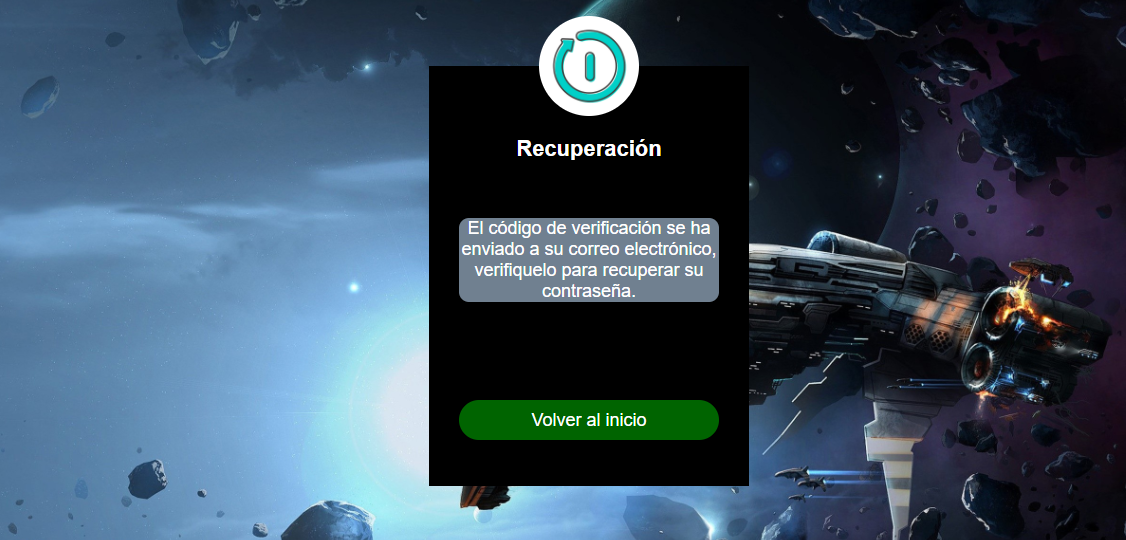 Recuperación
El código de verificación se ha
enviado a su correo electrónico,
verifiquelo para recuperar su
contraseña.
Volver al inicio